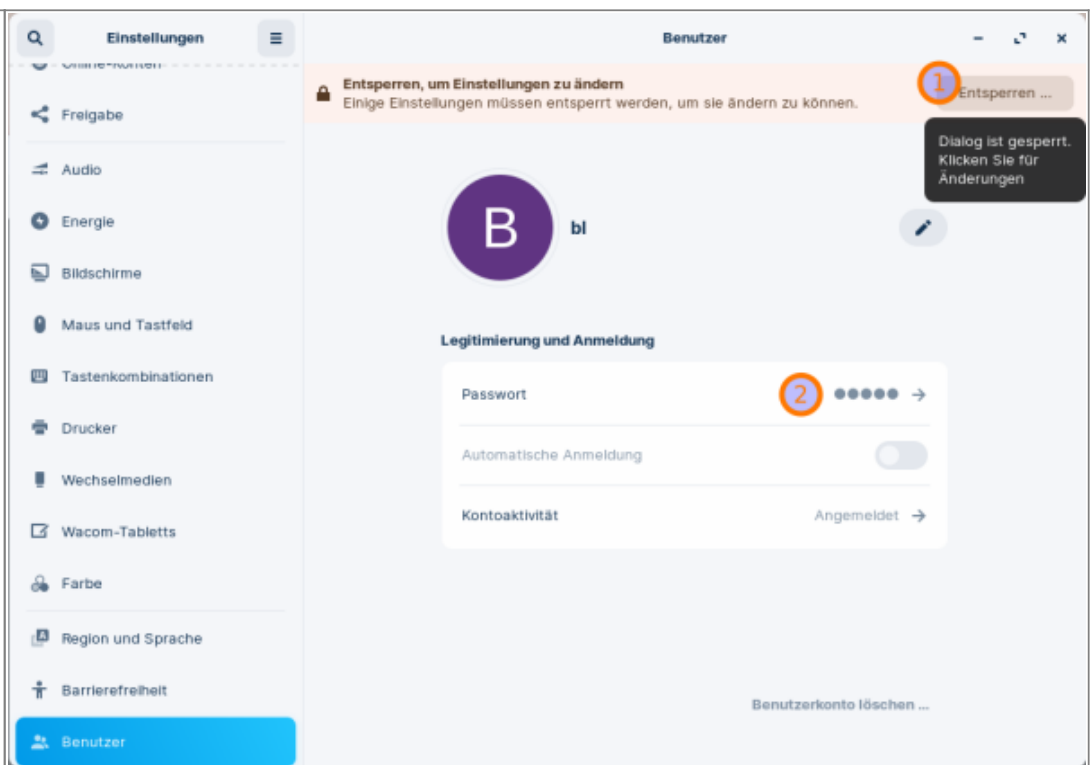 Einstellungen
Benutzer
Online-Konten
Freigabe
Audio
Energie
Bildschirme
Maus und Tastfeld
Tastenkombinationen
Drucker
Wechselmedien
Wacom-Tabletts
Farbe
Region und Sprache
Barrierefreiheit
Benutzer
Entsperren, um Einstellungen zu ändern
Einige Einstellungen müssen entsperrt werden, um sie ändern zu können.
1
Entsperren ...
Dialog ist gesperrt.
Klicken Sie für
Änderungen
B
bl
Legitimierung und Anmeldung
Passwort
2
Automatische Anmeldung
Kontoaktivität
Angemeldet
Benutzerkonto löschen ...